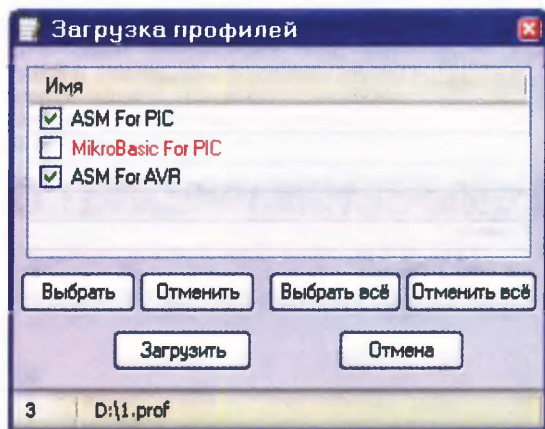 Загрузка профилей
Имя
ASM For PIC
MikroBasic For PIC
ASM For AVR
Выбрать Отменить Выбрать всё Отменить всё
Загрузить Отмена
3 D:\1.prof